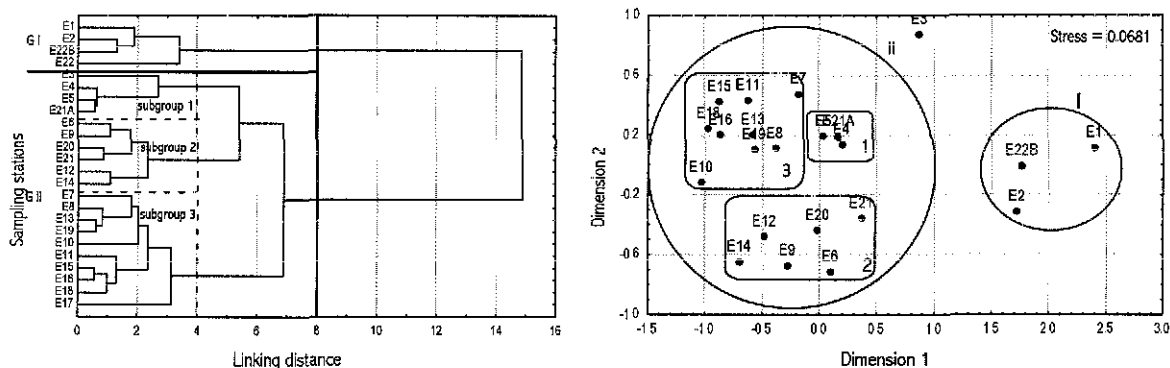 G I
E1
E2
E22B
E22
E3
E4
E5
E21A
subgroup 1
E6
E9
E20
E21
E12
E14
subgroup 2
G II
E7
E8
E13
E19
E10
E11
E15
E16
E18
E17
subgroup 3
Sampling stations
0 2 4 6 8 10 12 14 16
Linking distance
1.0
0.6
0.2
-0.2
-0.6
-1.0
Dimension 2
E3
Stress = 0.0681
ii
I
E7
E15 E11
E18 E16 E13
E19 E8
E10
3
E5 E21A
E4
1
E1
E22B
E2
E12 E20 E21
E14 E9 E6
2
-1.5 -1.0 -0.5 0.0 0.5 1.0 1.5 2.0 2.5 3.0
Dimension 1